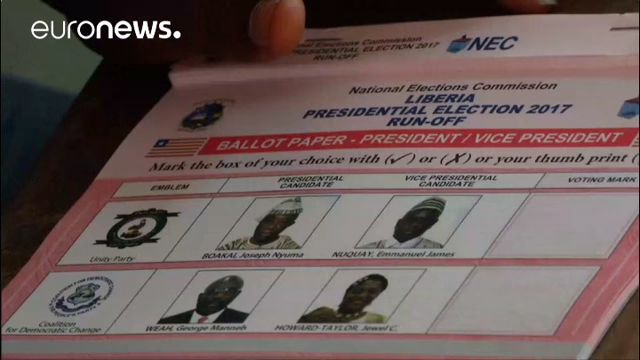 euronews.
National Elections Commission
PRESIDENTIAL ELECTION 2017
RUN-OFF
NEC
National Elections Commission
LIBERIA
PRESIDENTIAL ELECTION 2017
RUN-OFF
BALLOT PAPER - PRESIDENT / VICE PRESIDENT
Mark the box of your choice with (✓) or (✗) or your thumb print (
EMBLEM
PRESIDENTIAL CANDIDATE
VICE PRESIDENTIAL CANDIDATE
VOTING MARK
Unity Party
BOAKAI, Joseph Nyuma
NUQUAY, Emmanuel James
Coalition for Democratic Change
WEAH, George Manneh
HOWARD-TAYLOR, Jewel C.